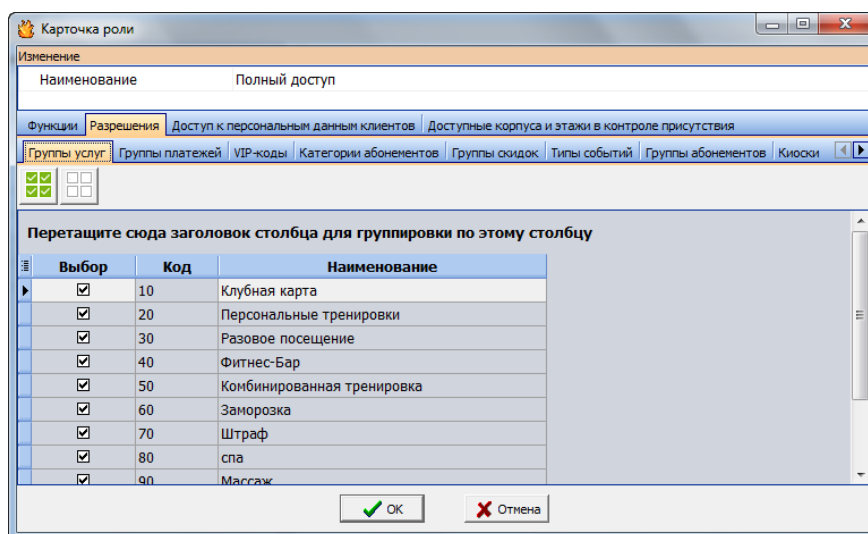 Карточка роли
Изменение
Наименование Полный доступ
Функции Разрешения Доступ к персональным данным клиентов Доступные корпуса и этажи в контроле присутствия
Группы услуг Группы платежей VIP-коды Категории абонементов Группы скидок Типы событий Группы абонементов Киоски
Перетащите сюда заголовок столбца для группировки по этому столбцу
Выбор Код Наименование
10 Клубная карта
20 Персональные тренировки
30 Разовое посещение
40 Фитнес-Бар
50 Комбинированная тренировка
60 Заморозка
70 Штраф
80 спа
90 Массаж
ОК Отмена